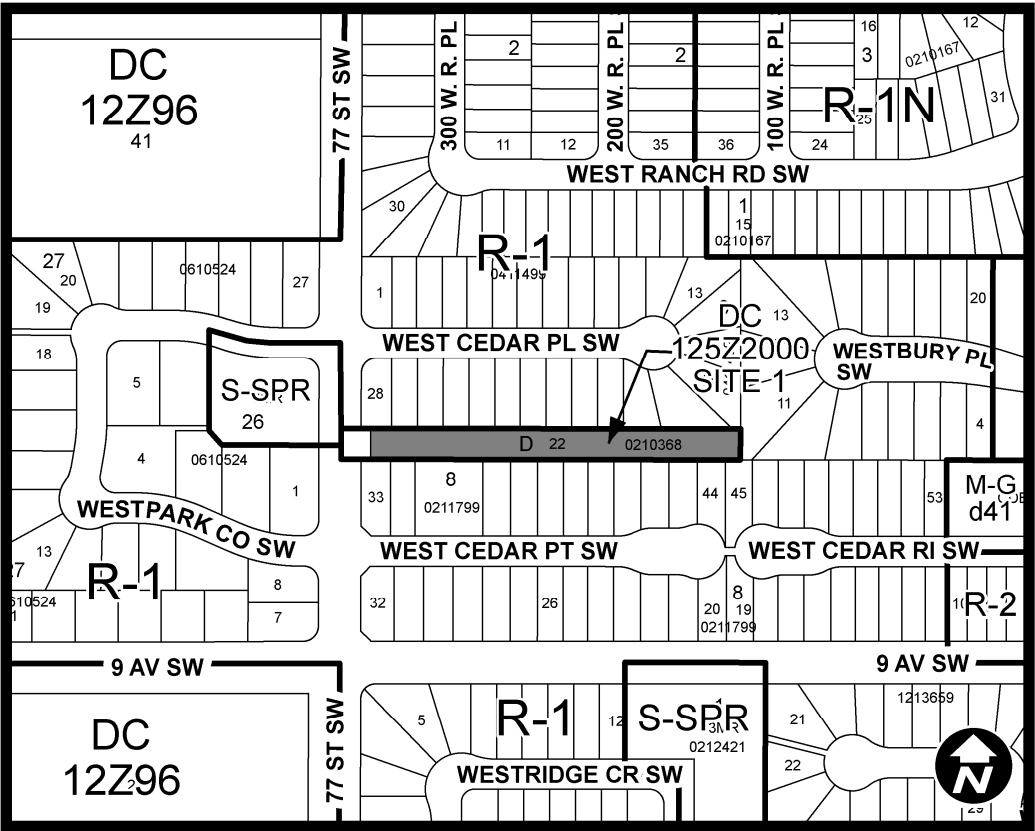 DC
12Z96
41
77 ST SW
300 W. R. PL
2
200 W. R. PL
2
100 W. R. PL
16
3
12
0210167
31
R-1N
25
11
12
35
36
24
WEST RANCH RD SW
30
R-1
0411499
1
15
0210167
27
20
0610524
27
19
1
13
DC
125Z2000
SITE 1
13
20
WEST CEDAR PL SW
WESTBURY PL
SW
18
5
S-SPR
26
28
11
4
4
0610524
1
D
22
0210368
8
0211799
33
44
45
53
M-G
d41
WESTPARK CO SW
WEST CEDAR PT SW
WEST CEDAR RI SW
13
R-1
8
7
32
26
8
20
19
0211799
R-2
9 AV SW
9 AV SW
DC
12Z96
2
77 ST SW
5
R-1
12
S-SPR
0212421
21
22
1213659
WESTRIDGE CR SW
N
29